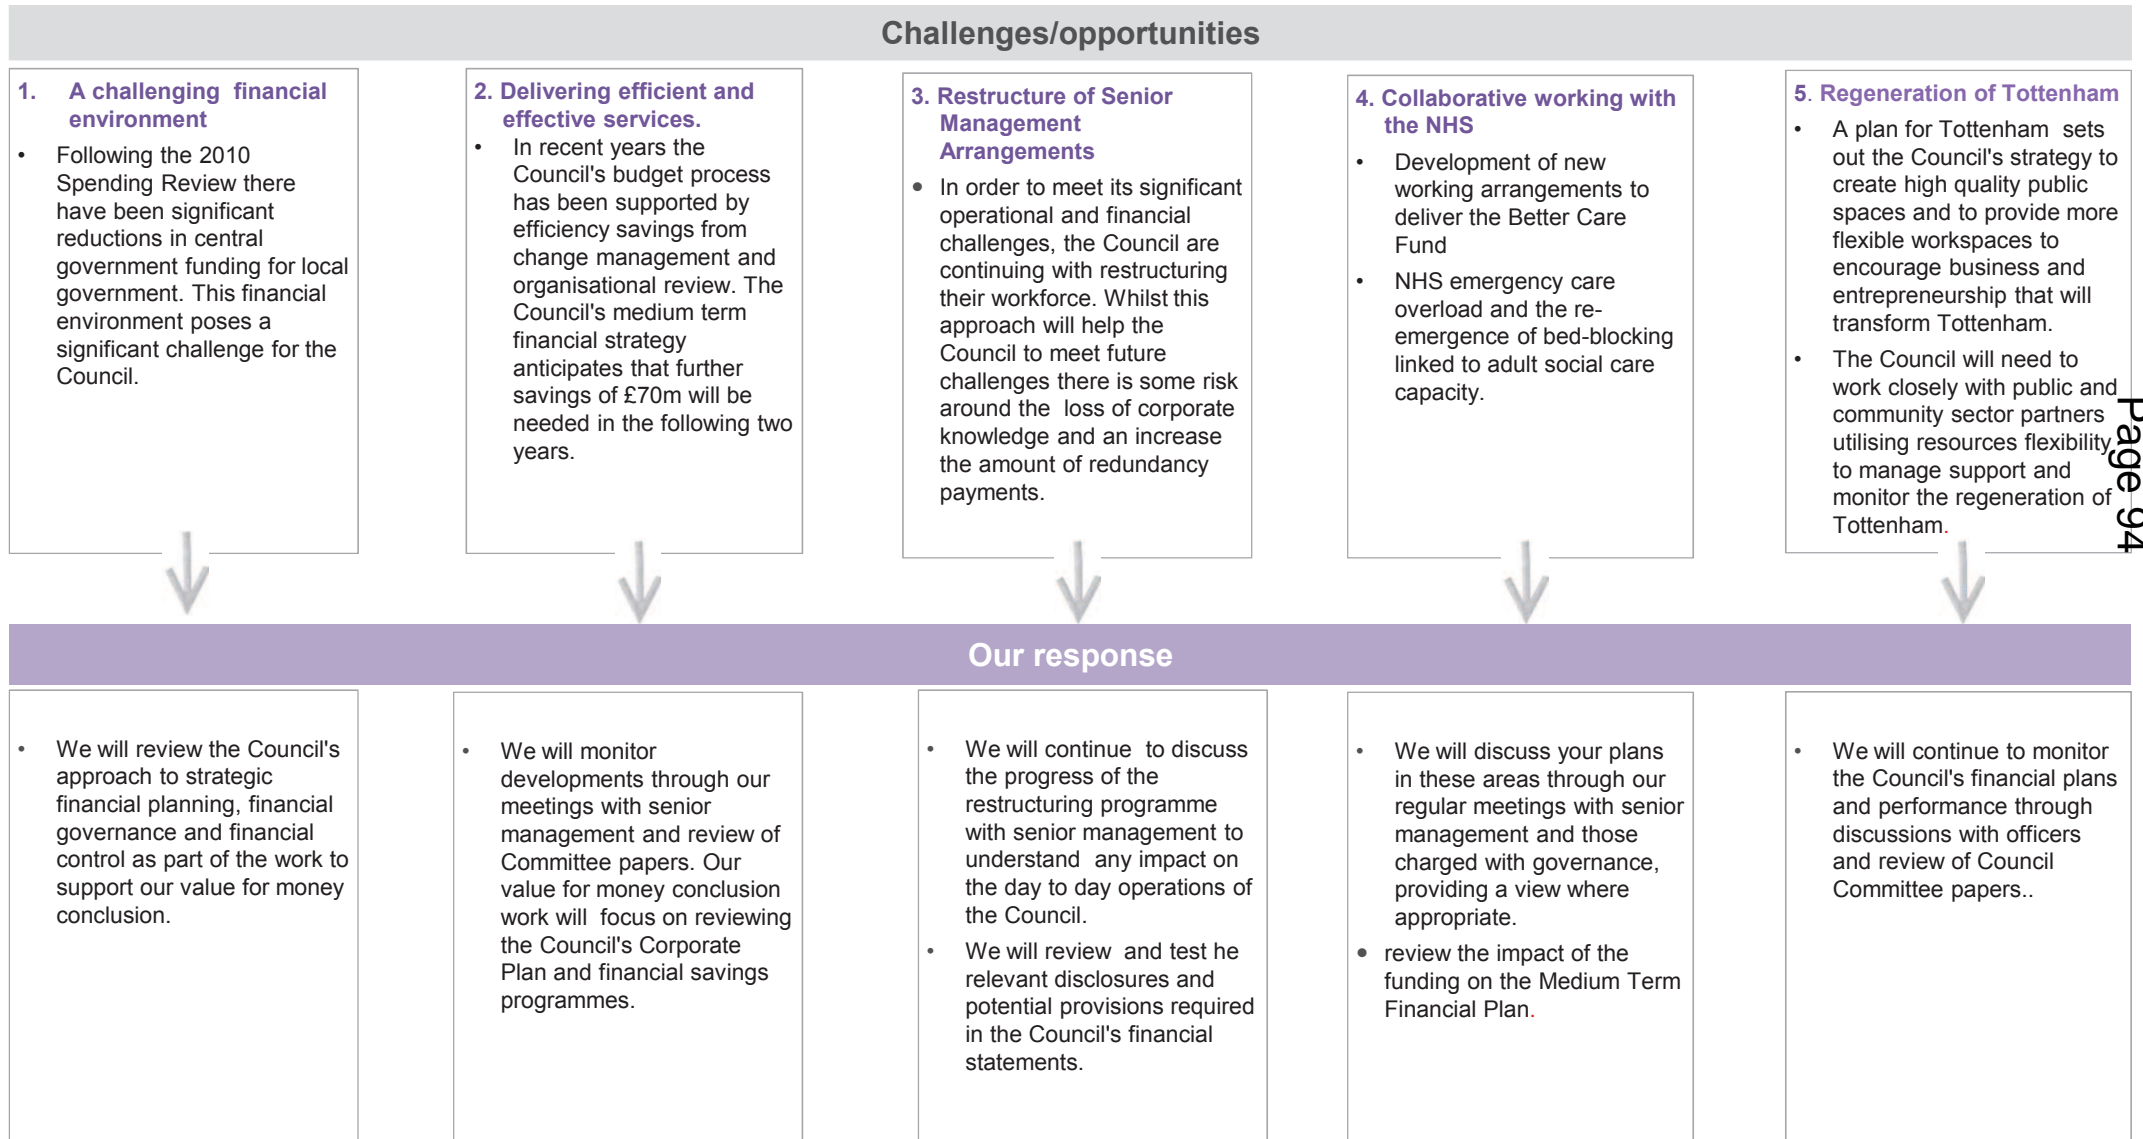 Challenges/opportunities
1. A challenging financial
environment
• Following the 2010
Spending Review there
have been significant
reductions in central
government funding for local
government. This financial
environment poses a
significant challenge for the
Council.
2. Delivering efficient and
effective services.
• In recent years the
Council's budget process
has been supported by
efficiency savings from
change management and
organisational review. The
Council's medium term
financial strategy
anticipates that further
savings of £70m will be
needed in the following two
years.
3. Restructure of Senior
Management
Arrangements
• In order to meet its significant
operational and financial
challenges, the Council are
continuing with restructuring
their workforce. Whilst this
approach will help the
Council to meet future
challenges there is some risk
around the loss of corporate
knowledge and an increase
the amount of redundancy
payments.
4. Collaborative working with
the NHS
• Development of new
working arrangements to
deliver the Better Care
Fund
• NHS emergency care
overload and the re-
emergence of bed-blocking
linked to adult social care
capacity.
5. Regeneration of Tottenham
• A plan for Tottenham sets
out the Council's strategy to
create high quality public
spaces and to provide more
flexible workspaces to
encourage business and
entrepreneurship that will
transform Tottenham.
• The Council will need to
work closely with public and
community sector partners
utilising resources flexibility
to manage support and
monitor the regeneration of
Tottenham.
Page 94
Our response
• We will review the Council's
approach to strategic
financial planning, financial
governance and financial
control as part of the work to
support our value for money
conclusion.
• We will monitor
developments through our
meetings with senior
management and review of
Committee papers. Our
value for money conclusion
work will focus on reviewing
the Council's Corporate
Plan and financial savings
programmes.
• We will continue to discuss
the progress of the
restructuring programme
with senior management to
understand any impact on
the day to day operations of
the Council.
• We will review and test he
relevant disclosures and
potential provisions required
in the Council's financial
statements.
• We will discuss your plans
in these areas through our
regular meetings with senior
management and those
charged with governance,
providing a view where
appropriate.
• review the impact of the
funding on the Medium Term
Financial Plan.
• We will continue to monitor
the Council's financial plans
and performance through
discussions with officers
and review of Council
Committee papers..